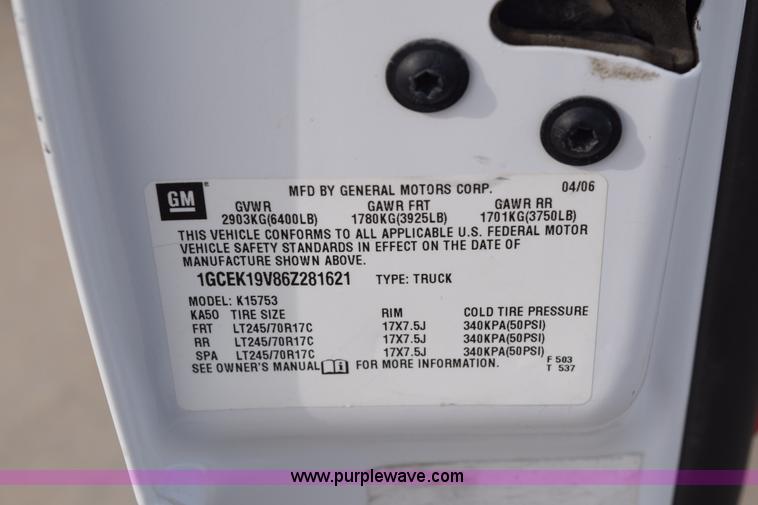 GM
MFD BY GENERAL MOTORS CORP. 04/06
GVWR GAWR FRT GAWR RR
2903KG(6400LB) 1780KG(3925LB) 1701KG(3750LB)
THIS VEHICLE CONFORMS TO ALL APPLICABLE U.S. FEDERAL MOTOR
VEHICLE SAFETY STANDARDS IN EFFECT ON THE DATE OF
MANUFACTURE SHOWN ABOVE.
1GCEK19V86Z281621 TYPE: TRUCK
MODEL: K15753
KA50 TIRE SIZE RIM COLD TIRE PRESSURE
FRT LT245/70R17C 17X7.5J 340KPA(50PSI)
RR LT245/70R17C 17X7.5J 340KPA(50PSI)
SPA LT245/70R17C 17X7.5J 340KPA(50PSI)
SEE OWNER'S MANUAL FOR MORE INFORMATION.
F 503
T 537
www.purplewave.com